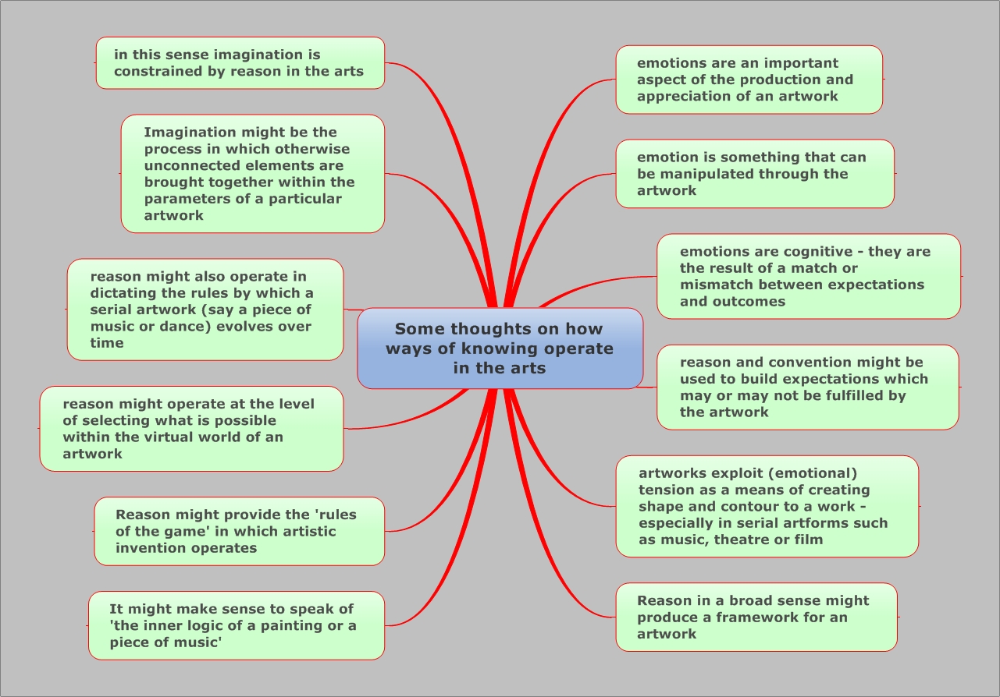 Some thoughts on how
ways of knowing operate
in the arts
emotions are an important
aspect of the production and
appreciation of an artwork
emotion is something that can
be manipulated through the
artwork
emotions are cognitive - they are
the result of a match or
mismatch between expectations
and outcomes
reason and convention might be
used to build expectations which
may or may not be fulfilled by
the artwork
artworks exploit (emotional)
tension as a means of creating
shape and contour to a work -
especially in serial artforms such
as music, theatre or film
Reason in a broad sense might
produce a framework for an
artwork
It might make sense to speak of
'the inner logic of a painting or a
piece of music'
Reason might provide the 'rules
of the game' in which artistic
invention operates
reason might operate at the level
of selecting what is possible
within the virtual world of an
artwork
reason might also operate in
dictating the rules by which a
serial artwork (say a piece of
music or dance) evolves over
time
Imagination might be the
process in which otherwise
unconnected elements are
brought together within the
parameters of a particular
artwork
in this sense imagination is
constrained by reason in the arts